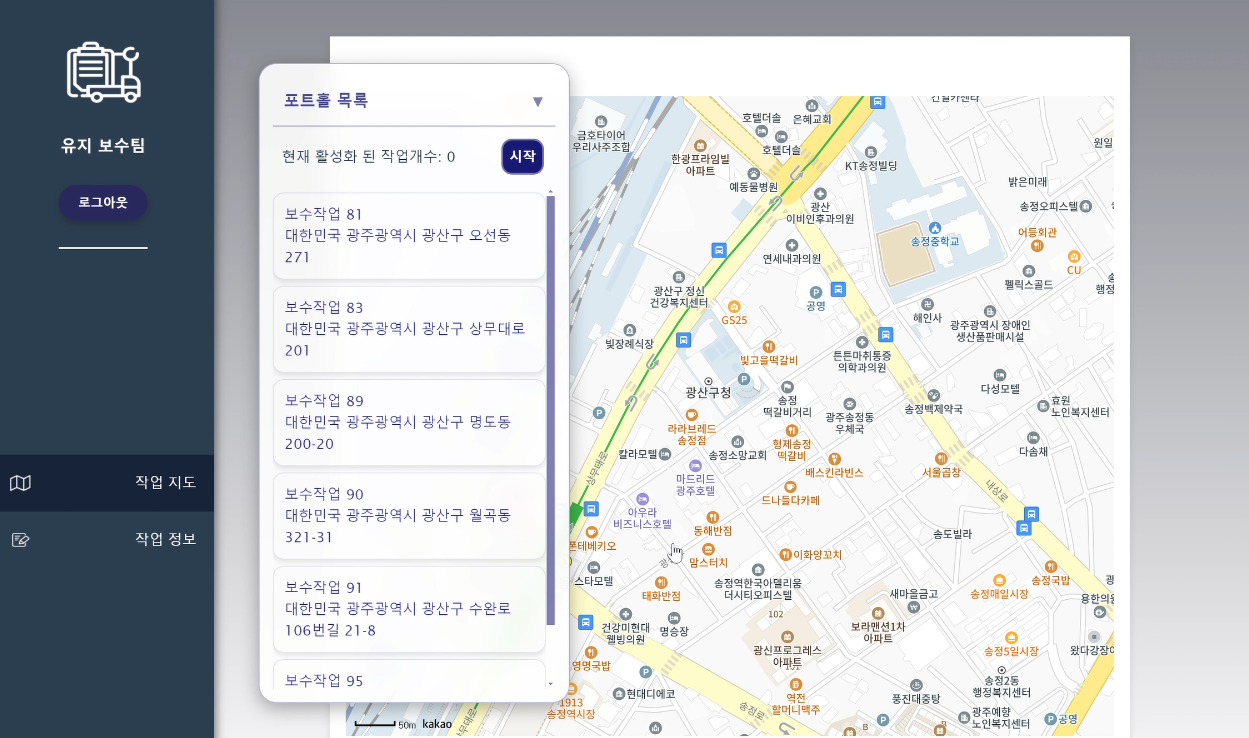 유지 보수팀
로그아웃
작업 지도
작업 정보
포트홀 목록
▼
현재 활성화 된 작업개수: 0
시작
보수작업 81
대한민국 광주광역시 광산구 오선동
271
보수작업 83
대한민국 광주광역시 광산구 상무대로
201
보수작업 89
대한민국 광주광역시 광산구 명도동
200-20
보수작업 90
대한민국 광주광역시 광산구 월곡동
321-31
보수작업 91
대한민국 광주광역시 광산구 수완로
106번길 21-8
보수작업 95
금호타이어
우리사주조합
호텔더솔
은혜교회
호텔더솔
한광프라임빌
아파트
KT송정빌딩
예동물병원
광산
이비인후과의원
밝은미래
송정오피스텔
원일
어등회관
송정중학교
CU
연세내과의원
펠릭스골드
광산구 정신
건강복지센터
P
공영
GS25
해인사
광주광역시 장애인
생산품판매시설
빛장례식장
빛고을떡갈비
튼튼마취통증
의학과의원
다성모텔
P
광산구청
송정
떡갈비거리
광주송정동
우체국
송정백제약국
효원
노인복지센터
P
라라브레드
송정점
형제송정
떡갈비
다솜채
칼라모텔
송정소망교회
배스킨라빈스
서울곰탕
상무대로
마드리드
광주호텔
드나들다카페
내상로
아우라
비즈니스호텔
동해반점
송도빌라
맘스터치
이화양꼬치
스타모텔
태화반점
송정역한국아델리움
더시티오피스텔
송정매일시장
송정국밥
새마을금고
102
건강미현대
웰빙의원
명승장
보라맨션1차
아파트
광신프로그레스
아파트
101
송정5일시장
영명국밥
P
송정2동
행정복지센터
현대디에코
풍진대중탕
1913
송정역시장
역전
할머니맥주
송정로
P
광주예향
노인복지센터
P
공영
B
B
50m
kakao
상무대로